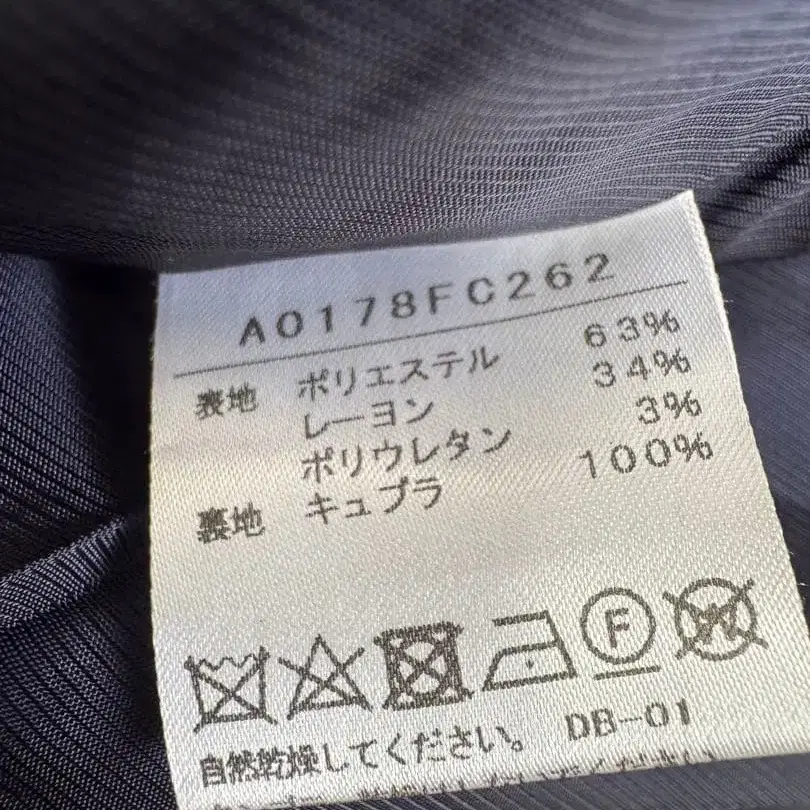 A0178FC262
表地 ポリエステル 63%
レーヨン 34%
ポリウレタン 3%
裏地 キュプラ 100%
F
W
自然乾燥してください。 DB-01